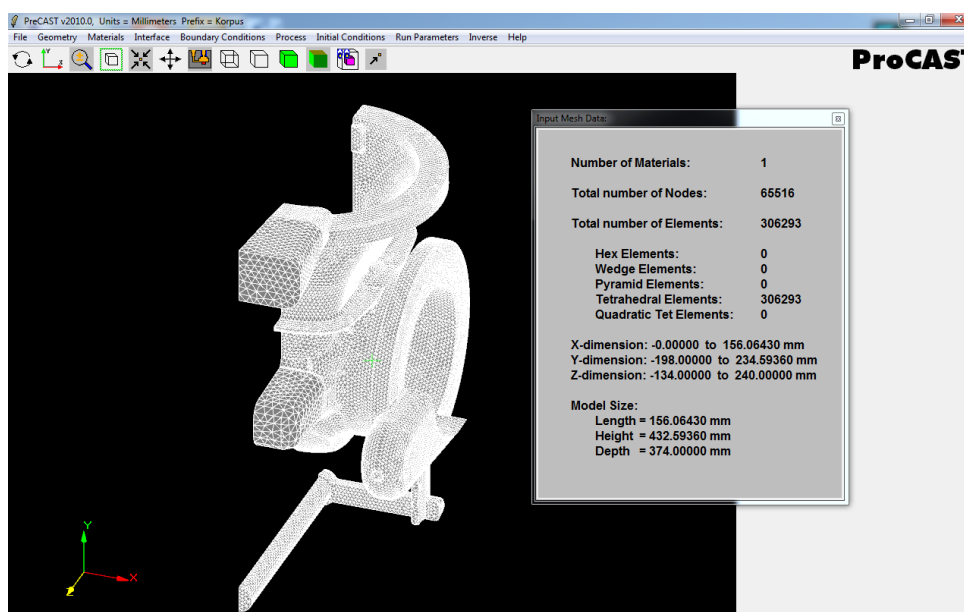 PreCAST v2010.0, Units = Millimeters Prefix = Korpus
File Geometry Materials Interface Boundary Conditions Process Initial Conditions Run Parameters Inverse Help
ProCAST
Input Mesh Data:
Number of Materials: 1
Total number of Nodes: 65516
Total number of Elements: 306293
Hex Elements: 0
Wedge Elements: 0
Pyramid Elements: 0
Tetrahedral Elements: 306293
Quadratic Tet Elements: 0
X-dimension: -0.00000 to 156.06430 mm
Y-dimension: -198.00000 to 234.59360 mm
Z-dimension: -134.00000 to 240.00000 mm
Model Size:
Length = 156.06430 mm
Height = 432.59360 mm
Depth = 374.00000 mm
Y
X
Z